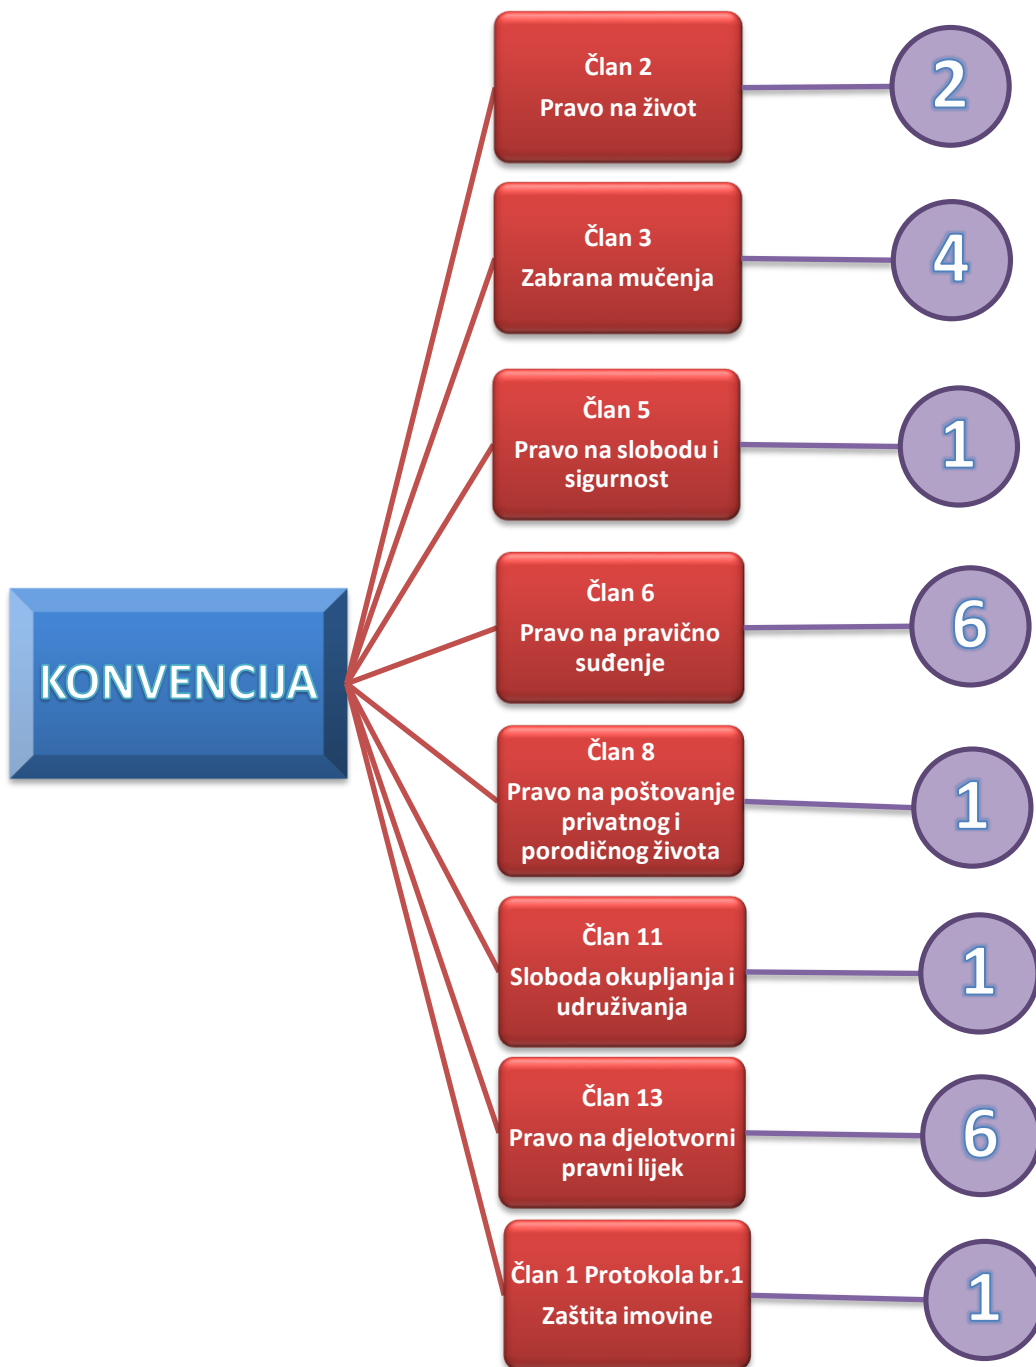 Član 2
Pravo na život
2
Član 3
Zabrana mučenja
4
Član 5
Pravo na slobodu i
sigurnost
1
Član 6
Pravo na pravično
suđenje
6
KONVENCIJA
Član 8
Pravo na poštovanje
privatnog i
porodičnog života
1
Član 11
Sloboda okupljanja i
udruživanja
1
Član 13
Pravo na djelotvorni
pravni lijek
6
Član 1 Protokola br.1
Zaštita imovine
1